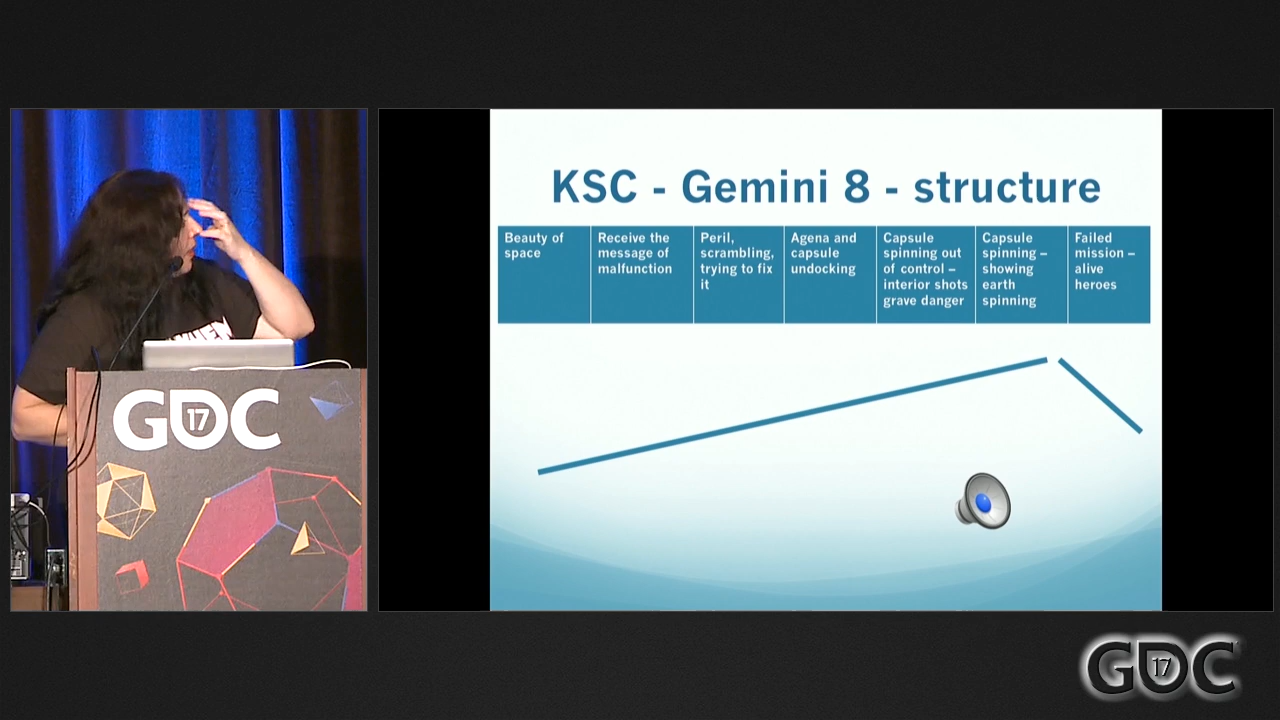 KSC - Gemini 8 - structure
Beauty of
space
Receive the
message of
malfunction
Peril,
scrambling,
trying to fix
it
Agena and
capsule
undocking
Capsule
spinning out
of control –
interior shots
grave danger
Capsule
spinning –
showing
earth
spinning
Failed
mission –
alive
heroes
GDC
17
GDC
17